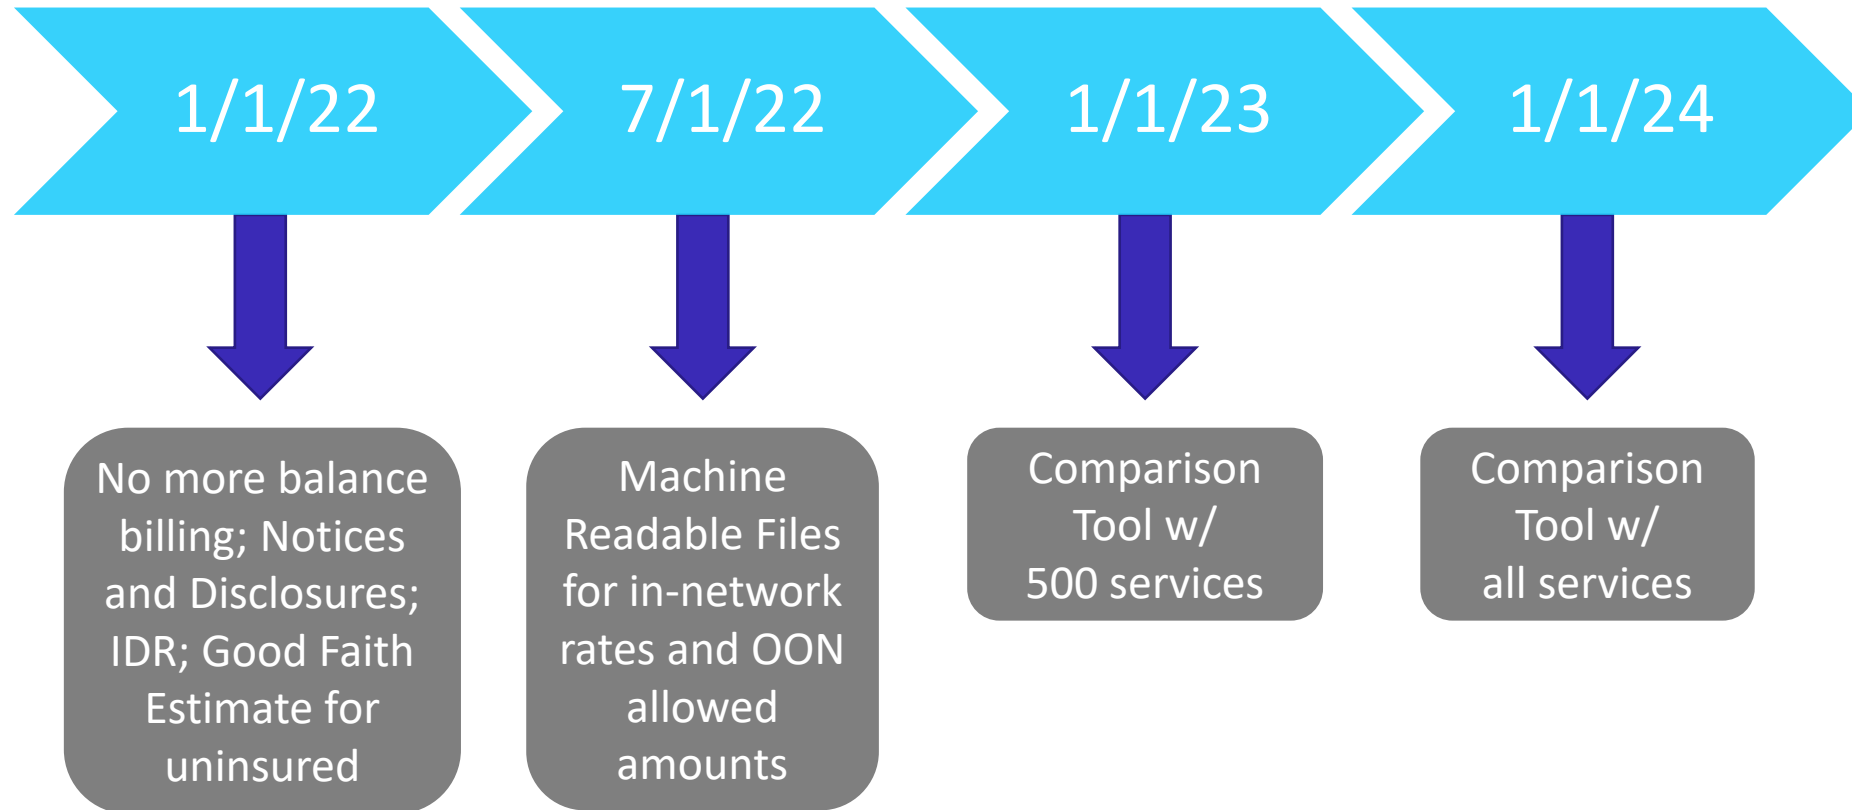 1/1/22
7/1/22
1/1/23
1/1/24
No more balance
billing; Notices
and Disclosures;
IDR; Good Faith
Estimate for
uninsured
Machine
Readable Files
for in-network
rates and OON
allowed
amounts
Comparison
Tool w/
500 services
Comparison
Tool w/
all services